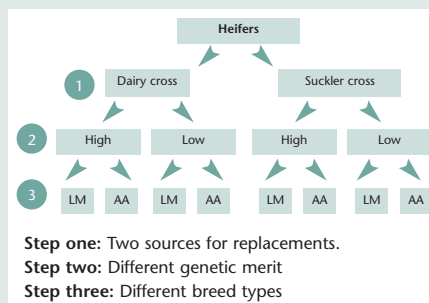 Heifers
1 Dairy cross Suckler cross
2 High Low High Low
3 LM AA LM AA LM AA LM AA
Step one: Two sources for replacements.
Step two: Different genetic merit
Step three: Different breed types